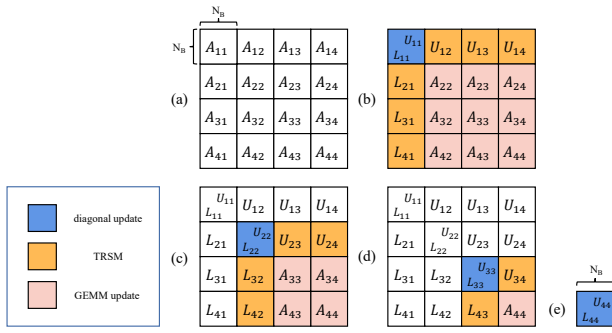 N_B
N_B
A_11 A_12 A_13 A_14
A_21 A_22 A_23 A_24
A_31 A_32 A_33 A_34
A_41 A_42 A_43 A_44
(a)
U_11 L_11 U_12 U_13 U_14
L_21 A_22 A_23 A_24
L_31 A_32 A_33 A_34
L_41 A_42 A_43 A_44
(b)
diagonal update
TRSM
GEMM update
U_11 L_11 U_12 U_13 U_14
L_21 U_22 L_22 U_23 U_24
L_31 L_32 A_33 A_34
L_41 L_42 A_43 A_44
(c)
U_11 L_11 U_12 U_13 U_14
L_21 U_22 L_22 U_23 U_24
L_31 L_32 U_33 L_33 U_34
L_41 L_42 L_43 A_44
(d)
N_B
U_44 L_44
(e)